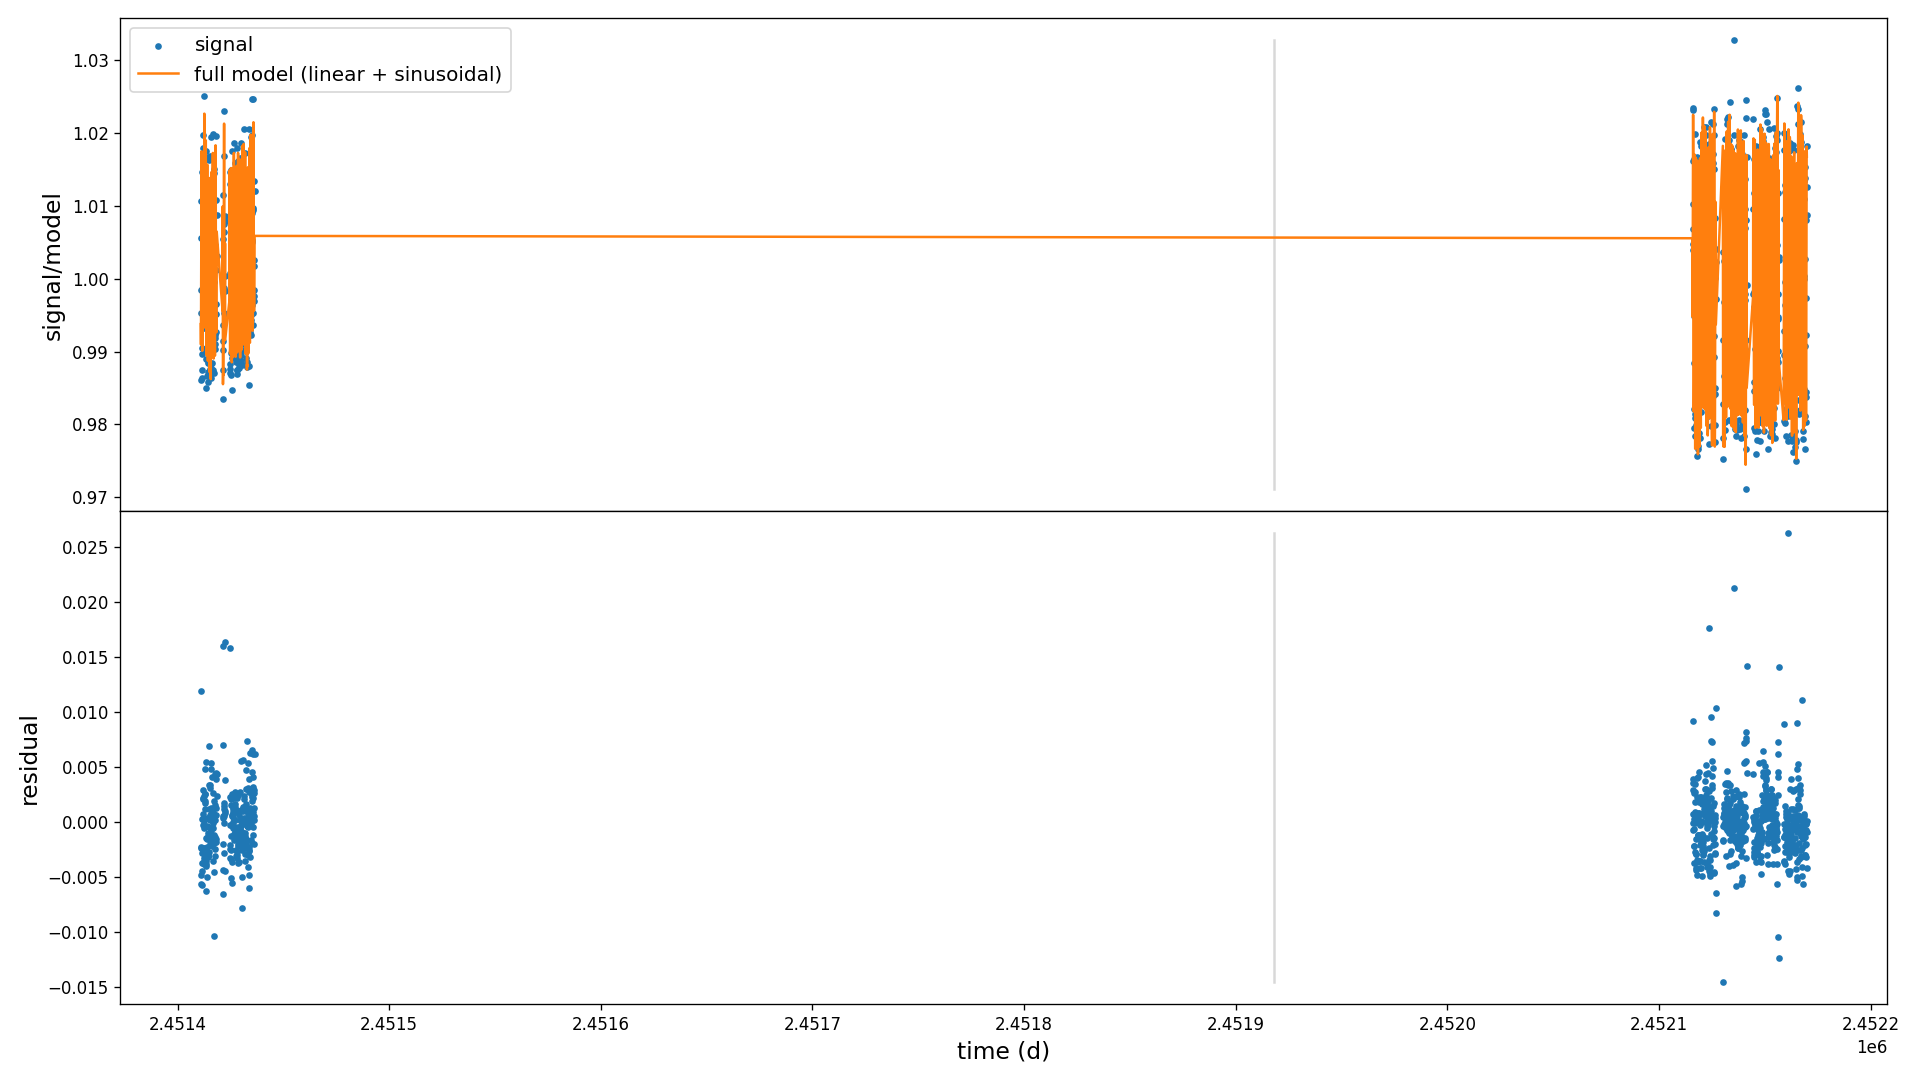 signal
full model (linear + sinusoidal)
signal/model
1.03
1.02
1.01
1.00
0.99
0.98
0.97
residual
0.025
0.020
0.015
0.010
0.005
0.000
−0.005
−0.010
−0.015
2.4514 2.4515 2.4516 2.4517 2.4518 2.4519 2.4520 2.4521 2.4522
1e6
time (d)